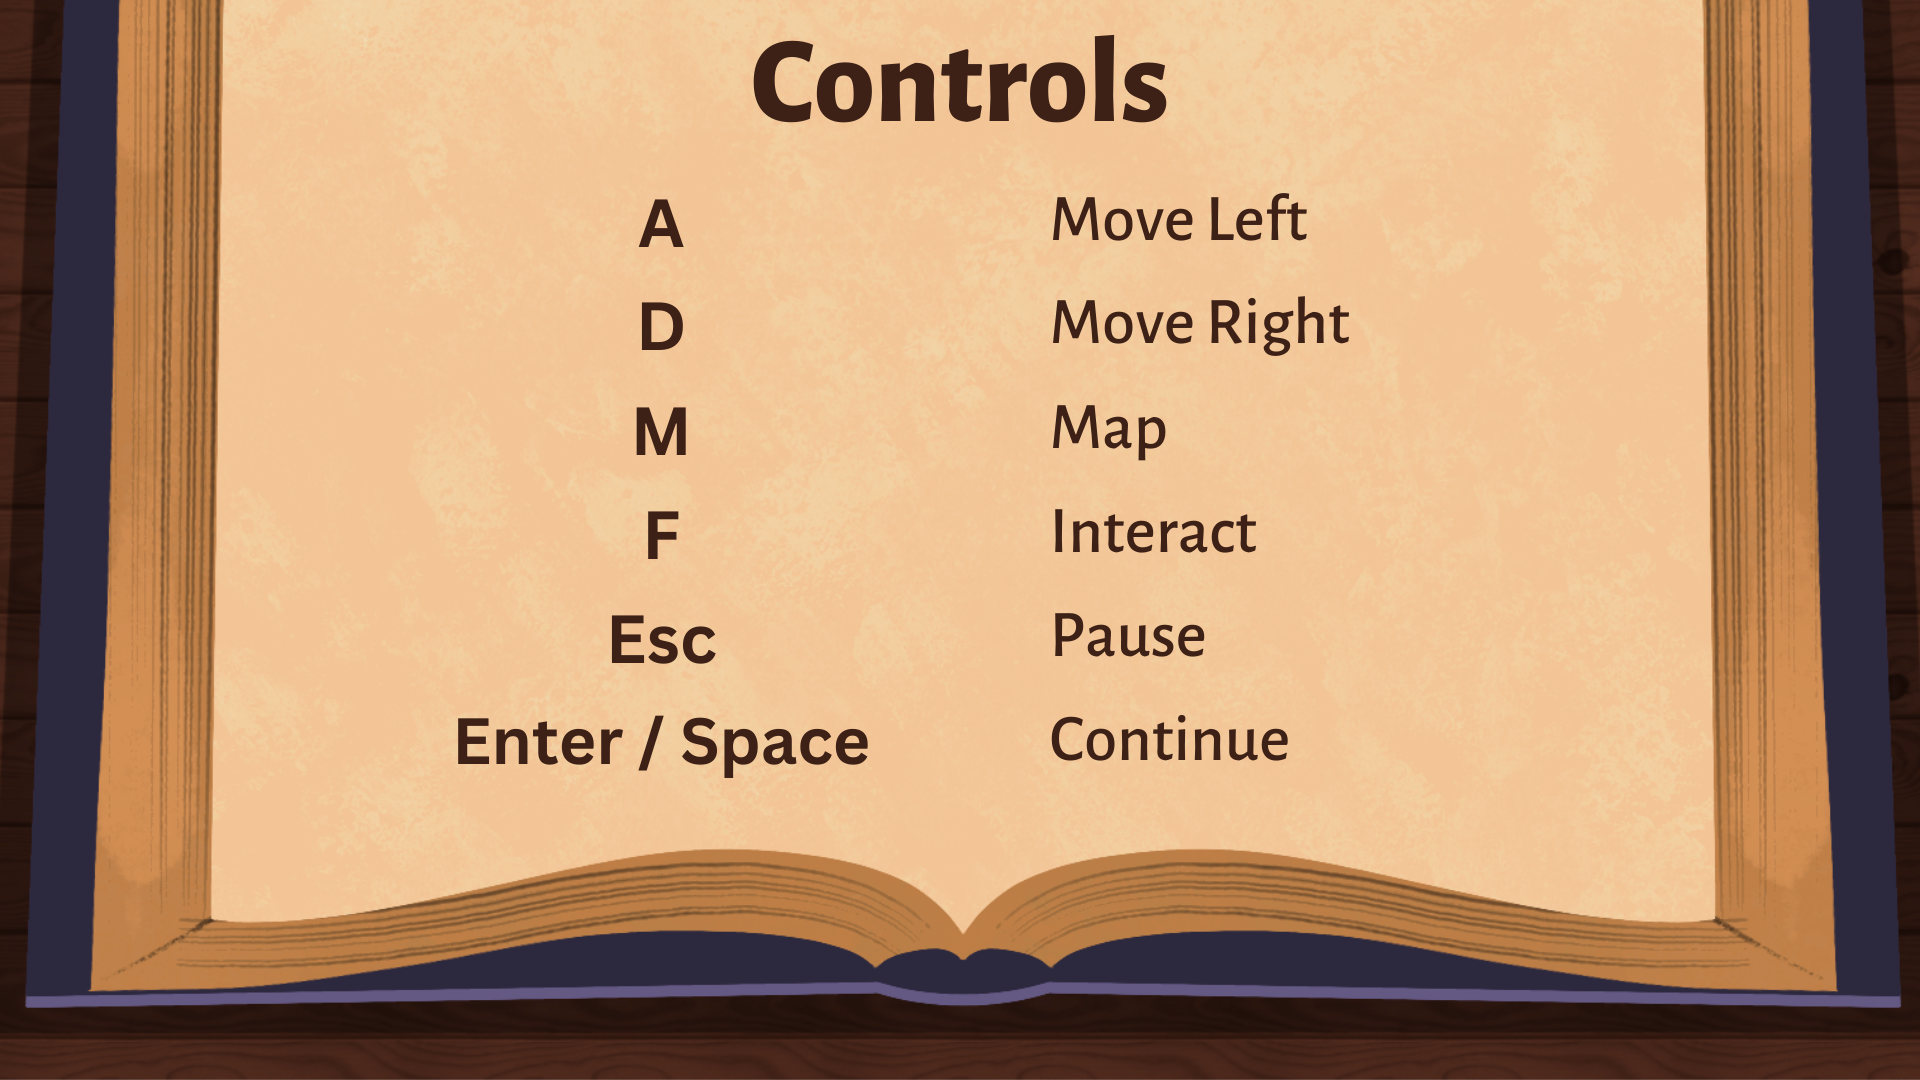 Controls
A Move Left
D Move Right
M Map
F Interact
Esc Pause
Enter / Space Continue